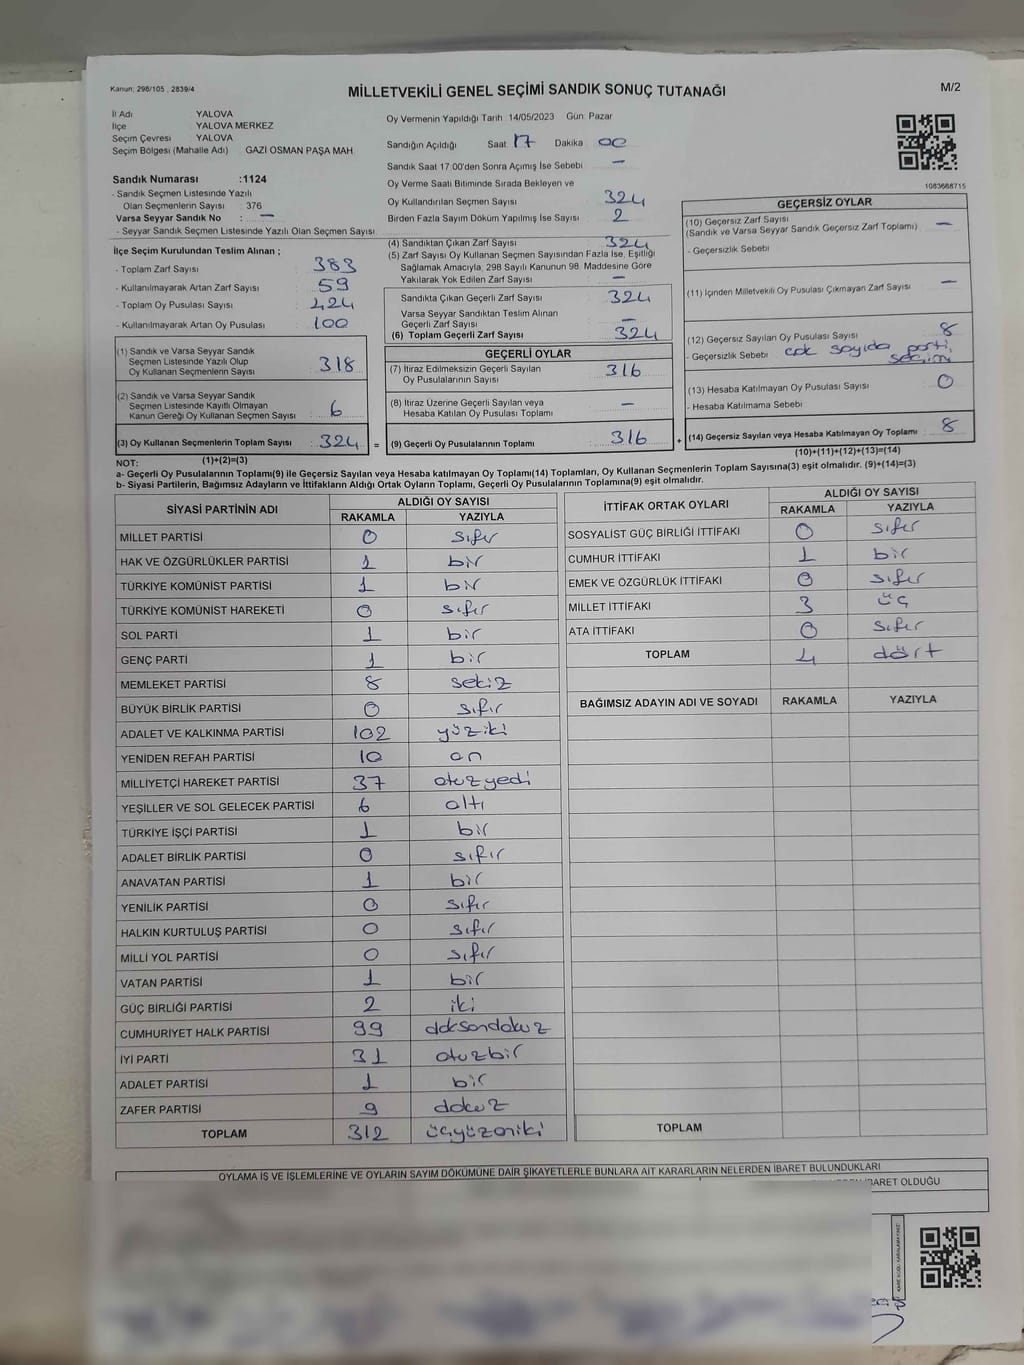 Kanun: 298/105 , 2839/4
MİLLETVEKİLİ GENEL SEÇİMİ SANDIK SONUÇ TUTANAĞI
M/2
İl Adı YALOVA
İlçe YALOVA MERKEZ
Seçim Çevresi YALOVA
Seçim Bölgesi (Mahalle Adı) GAZİ OSMAN PAŞA MAH
Sandık Numarası :1124
- Sandık Seçmen Listesinde Yazılı
Olan Seçmenlerin Sayısı : 376
Varsa Seyyar Sandık No : —
- Seyyar Sandık Seçmen Listesinde Yazılı Olan Seçmen Sayısı
Oy Vermenin Yapıldığı Tarih 14/05/2023 Gün: Pazar
Sandığın Açıldığı Saat 17 Dakika 00
Sandık Saat 17:00'den Sonra Açımış İse Sebebi —
Oy Verme Saati Bitiminde Sırada Bekleyen ve
Oy Kullandırılan Seçmen Sayısı 324
Birden Fazla Sayım Döküm Yapılmış İse Sayısı 2
1083668715
İlçe Seçim Kurulundan Teslim Alınan ;
- Toplam Zarf Sayısı : 383
- Kullanılmayarak Artan Zarf Sayısı : 59
- Toplam Oy Pusulası Sayısı : 424
- Kullanılmayarak Artan Oy Pusulası : 100
(1) Sandık ve Varsa Seyyar Sandık
Seçmen Listesinde Yazılı Olup
Oy Kullanan Seçmenlerin Sayısı : 318
(2) Sandık ve Varsa Seyyar Sandık
Seçmen Listesinde Kayıtlı Olmayan
Kanun Gereği Oy Kullanan Seçmen Sayısı : 6
(3) Oy Kullanan Seçmenlerin Toplam Sayısı : 324 =
(1)+(2)=(3)
(4) Sandıktan Çıkan Zarf Sayısı : 324
(5) Zarf Sayısı Oy Kullanan Seçmen Sayısından Fazla İse, Eşitliği
Sağlamak Amacıyla, 298 Sayılı Kanunun 98. Maddesine Göre
Yakılarak Yok Edilen Zarf Sayısı : —
Sandıkta Çıkan Geçerli Zarf Sayısı : 324
Varsa Seyyar Sandıktan Teslim Alınan
Geçerli Zarf Sayısı : —
(6) Toplam Geçerli Zarf Sayısı : 324
GEÇERLİ OYLAR
(7) İtiraz Edilmeksizin Geçerli Sayılan
Oy Pusulalarının Sayısı : 316
(8) İtiraz Üzerine Geçerli Sayılan veya
Hesaba Katılan Oy Pusulası Toplamı : —
(9) Geçerli Oy Pusulalarının Toplamı : 316 +
GEÇERSİZ OYLAR
(10) Geçersiz Zarf Sayısı
(Sandık ve Varsa Seyyar Sandık Geçersiz Zarf Toplamı) : —
- Geçersizlik Sebebi
(11) İçinden Milletvekili Oy Pusulası Çıkmayan Zarf Sayısı : —
(12) Geçersiz Sayılan Oy Pusulası Sayısı : 8
- Geçersizlik Sebebi çok sayıda parti
seçimi
(13) Hesaba Katılmayan Oy Pusulası Sayısı : 0
- Hesaba Katılmama Sebebi
(14) Geçersiz Sayılan veya Hesaba Katılmayan Oy Toplamı : 8
(10)+(11)+(12)+(13)=(14)
NOT:
a- Geçerli Oy Pusulalarının Toplamı(9) ile Geçersiz Sayılan veya Hesaba katılmayan Oy Toplamı(14) Toplamları, Oy Kullanan Seçmenlerin Toplam Sayısına(3) eşit olmalıdır. (9)+(14)=(3)
b- Siyasi Partilerin, Bağımsız Adayların ve İttifakların Aldığı Ortak Oyların Toplamı, Geçerli Oy Pusulalarının Toplamına(9) eşit olmalıdır.
SİYASİ PARTİNİN ADI ALDIĞI OY SAYISI
RAKAMLA YAZIYLA
MİLLET PARTİSİ 0 sıfır
HAK VE ÖZGÜRLÜKLER PARTİSİ 1 bir
TÜRKİYE KOMÜNİST PARTİSİ 1 bir
TÜRKİYE KOMÜNİST HAREKETİ 0 sıfır
SOL PARTİ 1 bir
GENÇ PARTİ 1 bir
MEMLEKET PARTİSİ 8 sekiz
BÜYÜK BİRLİK PARTİSİ 0 sıfır
ADALET VE KALKINMA PARTİSİ 102 yüziki
YENİDEN REFAH PARTİSİ 10 on
MİLLİYETÇİ HAREKET PARTİSİ 37 otuzyedi
YEŞİLLER VE SOL GELECEK PARTİSİ 6 altı
TÜRKİYE İŞÇİ PARTİSİ 1 bir
ADALET BİRLİK PARTİSİ 0 sıfır
ANAVATAN PARTİSİ 1 bir
YENİLİK PARTİSİ 0 sıfır
HALKIN KURTULUŞ PARTİSİ 0 sıfır
MİLLİ YOL PARTİSİ 0 sıfır
VATAN PARTİSİ 1 bir
GÜÇ BİRLİĞİ PARTİSİ 2 iki
CUMHURİYET HALK PARTİSİ 99 doksandokuz
İYİ PARTİ 31 otuzbir
ADALET PARTİSİ 1 bir
ZAFER PARTİSİ 9 dokuz
TOPLAM 312 üçyüzoniki
İTTİFAK ORTAK OYLARI ALDIĞI OY SAYISI
RAKAMLA YAZIYLA
SOSYALİST GÜÇ BİRLİĞİ İTTİFAKI 0 sıfır
CUMHUR İTTİFAKI 1 bir
EMEK VE ÖZGÜRLÜK İTTİFAKI 0 sıfır
MİLLET İTTİFAKI 3 üç
ATA İTTİFAKI 0 sıfır
TOPLAM 4 dört
BAĞIMSIZ ADAYIN ADI VE SOYADI RAKAMLA YAZIYLA
TOPLAM
OYLAMA İŞ VE İŞLEMLERİNE VE OYLARIN SAYIM DÖKÜMÜNE DAİR ŞİKAYETLERLE BUNLARA AİT KARARLARIN NELERDEN İBARET BULUNDUKLARI
OLDUĞU